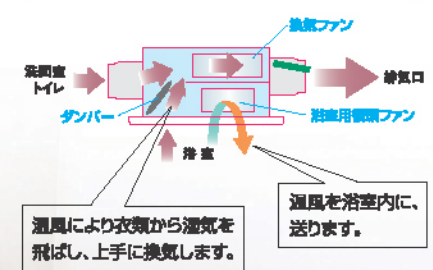 換気ファン
洗面室
トイレ
排気口
ダンパー
浴室用循環ファン
浴室
温風により衣類から湿気を
飛ばし、上手に換気します。
温風を浴室内に、
送ります。